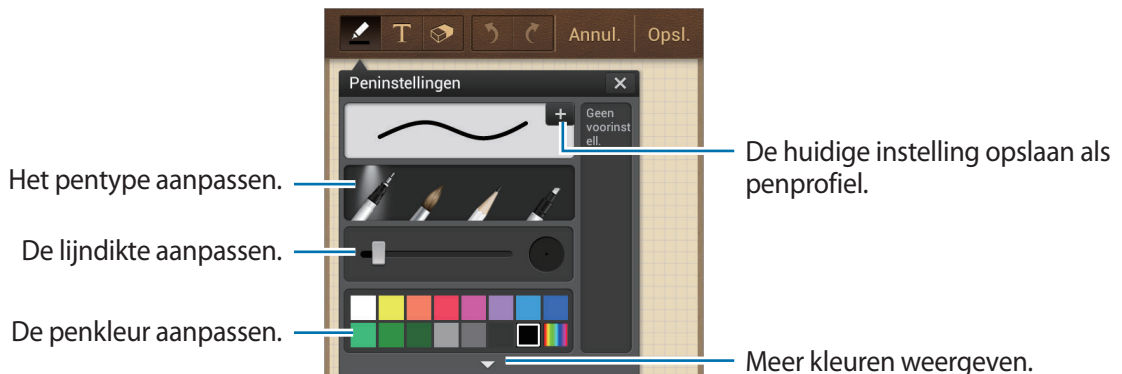 T
Annul.
Opsl.
Peninstellingen
Geen
voorinst
ell.
De huidige instelling opslaan als
penprofiel.
Het pentype aanpassen.
De lijndikte aanpassen.
De penkleur aanpassen.
Meer kleuren weergeven.